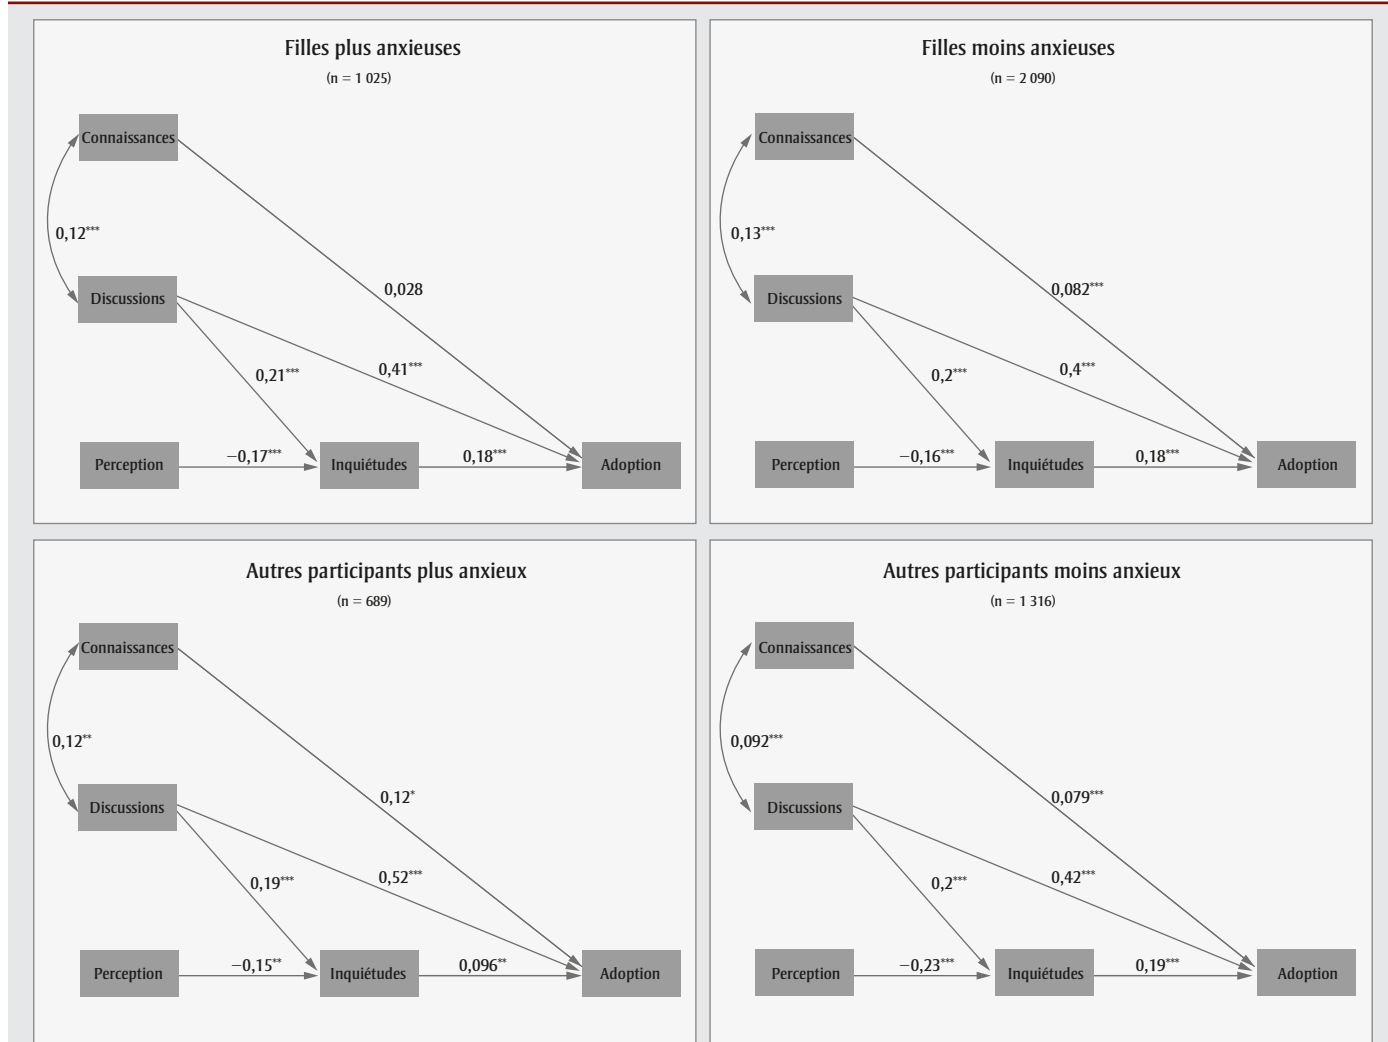 Filles plus anxieuses
(n = 1 025)
Connaissances
0,12***
Discussions
0,028
0,41***
0,21***
Perception
−0,17***
Inquiétudes
0,18***
Adoption
Filles moins anxieuses
(n = 2 090)
Connaissances
0,13***
Discussions
0,082***
0,4***
0,2***
Perception
−0,16***
Inquiétudes
0,18***
Adoption
Autres participants plus anxieux
(n = 689)
Connaissances
0,12**
Discussions
0,12*
0,52***
0,19***
Perception
−0,15**
Inquiétudes
0,096**
Adoption
Autres participants moins anxieux
(n = 1 316)
Connaissances
0,092***
Discussions
0,079***
0,42***
0,2***
Perception
−0,23***
Inquiétudes
0,19***
Adoption